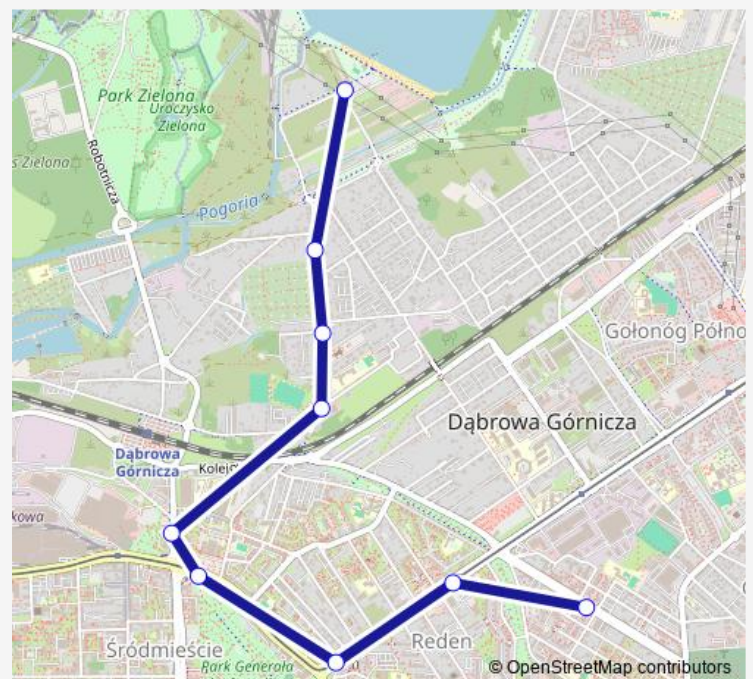 Park Zielona
Uroczysko
Zielona
s Zielona
Robotnicza
Pogoria
Gołonóg Półno
Dąbrowa Górnicza
Dąbrowa
Górnicza
Kolej
kowa
Śródmieście
Reden
Park Generała
a
© OpenStreetMap contributors